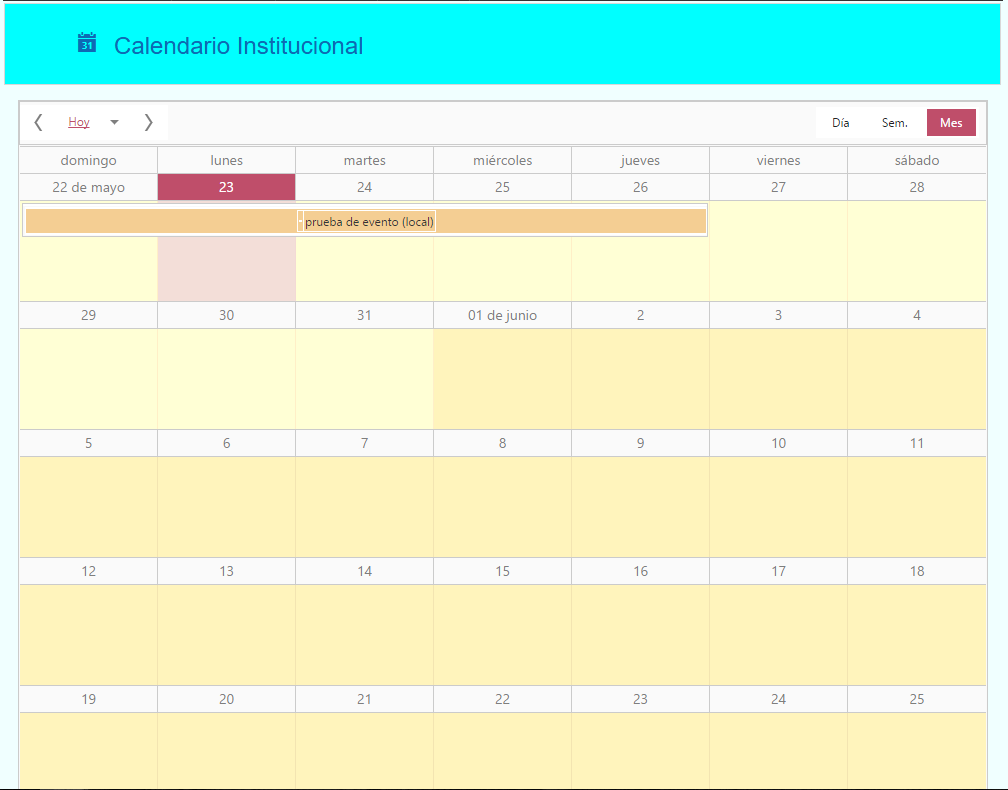 31 Calendario Institucional
Hoy Día Sem. Mes
domingo lunes martes miércoles jueves viernes sábado
22 de mayo 23 24 25 26 27 28
- prueba de evento (local)
29 30 31 01 de junio 2 3 4
5 6 7 8 9 10 11
12 13 14 15 16 17 18
19 20 21 22 23 24 25